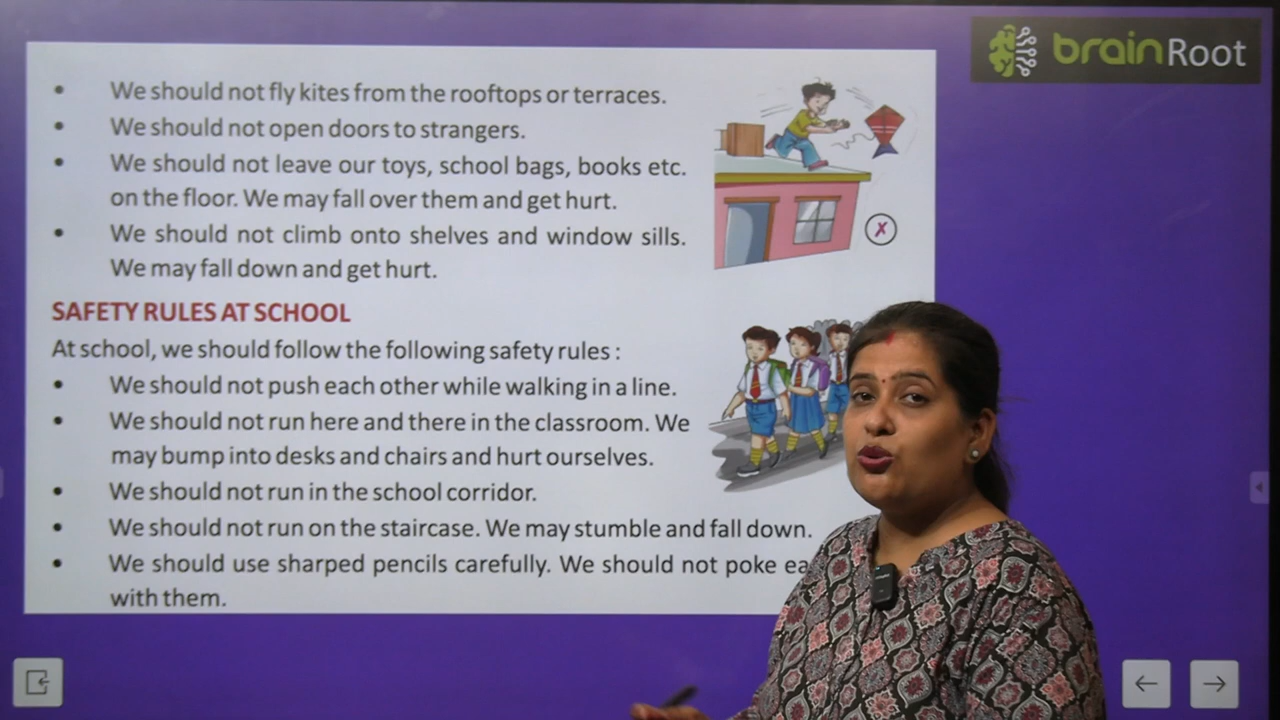 brainRoot
• We should not fly kites from the rooftops or terraces.
• We should not open doors to strangers.
• We should not leave our toys, school bags, books etc.
on the floor. We may fall over them and get hurt.
• We should not climb onto shelves and window sills.
We may fall down and get hurt.
SAFETY RULES AT SCHOOL
At school, we should follow the following safety rules :
• We should not push each other while walking in a line.
• We should not run here and there in the classroom. We
may bump into desks and chairs and hurt ourselves.
• We should not run in the school corridor.
• We should not run on the staircase. We may stumble and fall down.
• We should use sharped pencils carefully. We should not poke
with them.